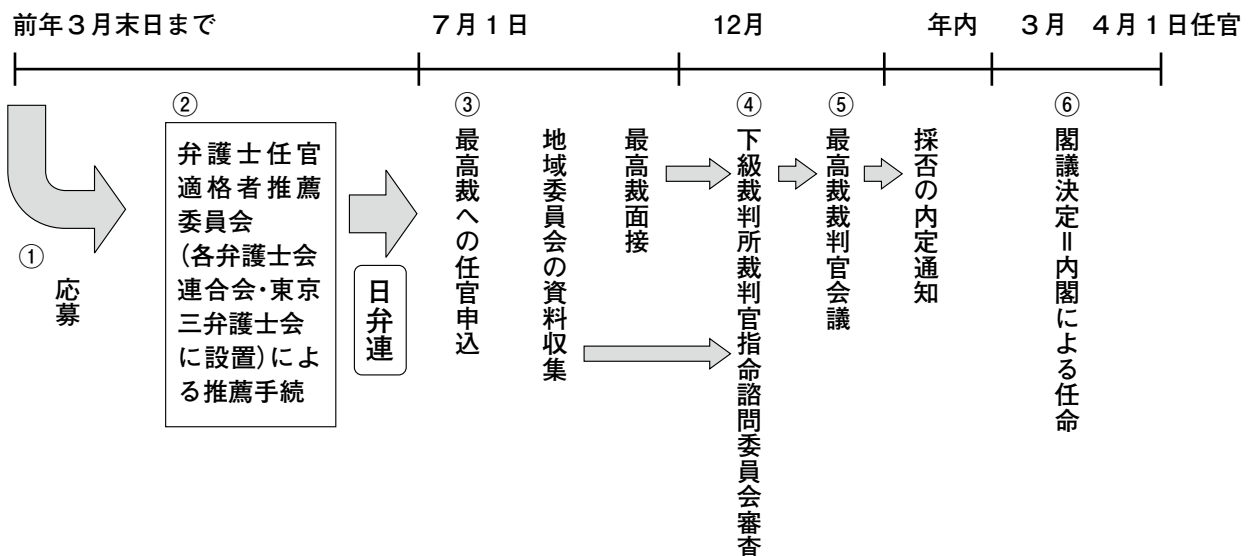 前年３月末日まで
７月１日
12月
年内
３月
４月１日任官
①
応募
②
弁護士任官
適格者推薦
委員会
(各弁護士会
連合会・東京
三弁護士会
に設置)によ
る推薦手続
日弁連
③
最高裁への任官申込
地域委員会の資料収集
最高裁面接
④
下級裁判所裁判官指命諮問委員会審査
⑤
最高裁裁判官会議
採否の内定通知
⑥
閣議決定＝内閣による任命